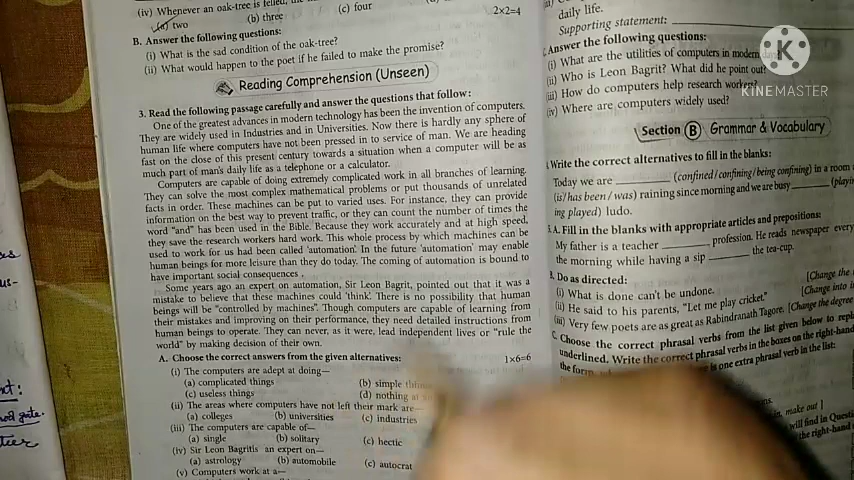 (iv) Whenever an oak-tree is felled, the
(a) two (b) three (c) four
B. Answer the following questions: 2×2=4
(i) What is the sad condition of the oak-tree?
(ii) What would happen to the poet if he failed to make the promise?
Reading Comprehension (Unseen)
3. Read the following passage carefully and answer the questions that follow:
One of the greatest advances in modern technology has been the invention of computers.
They are widely used in Industries and in Universities. Now there is hardly any sphere of
human life where computers have not been pressed in to service of man. We are heading
fast on the close of this present century towards a situation when a computer will be as
much part of man's daily life as a telephone or a calculator.
Computers are capable of doing extremely complicated work in all branches of learning.
They can solve the most complex mathematical problems or put thousands of unrelated
facts in order. These machines can be put to varied uses. For instance, they can provide
information on the best way to prevent traffic, or they can count the number of times the
word "and" has been used in the Bible. Because they work accurately and at high speed,
they save the research workers hard work. This whole process by which machines can be
used to work for us had been called 'automation'. In the future 'automation' may enable
human beings for more leisure than they do today. The coming of automation is bound to
have important social consequences .
Some years ago an expert on automation, Sir Leon Bagrit, pointed out that it was a
mistake to believe that these machines could 'think'. There is no possibility that human
beings will be "controlled by machines". Though computers are capable of learning from
their mistakes and improving on their performance, they need detailed instructions from
human beings to operate. They can never, as it were, lead independent lives or "rule the
world" by making decision of their own.
A. Choose the correct answers from the given alternatives: 1×6=6
(i) The computers are adept at doing—
(a) complicated things (b) simple things
(c) useless things (d) nothing at
(ii) The areas where computers have not left their mark are—
(a) colleges (b) universities (c) industries
(iii) The computers are capable of—
(a) single (b) solitary (c) hectic
(iv) Sir Leon Bagritis an expert on—
(a) astrology (b) automobile (c) autocrat
(v) Computers work at a—
daily life.
Supporting statement:
Answer the following questions:
(i) What are the utilities of computers in modern days?
(ii) Who is Leon Bagrit? What did he point out?
(iii) How do computers help research workers?
(iv) Where are computers widely used?
KINEMASTER
Section B Grammar & Vocabulary
Write the correct alternatives to fill in the blanks:
Today we are ________ (confined/confining/being confining) in a room
(is/has been/was) raining since morning and we are busy ________
ing played) ludo.
A. Fill in the blanks with appropriate articles and prepositions:
My father is a teacher ________ profession. He reads newspaper every
the morning while having a sip ________ the tea-cup.
B. Do as directed:
(i) What is done can't be undone. [Change the
(ii) He said to his parents, "Let me play cricket." [Change into
(iii) Very few poets are as great as Rabindranath Tagore. [Change the degree
C. Choose the correct phrasal verbs from the list given below to
underlined. Write the correct phrasal verbs in the boxes on the right-hand
the form. is one extra phrasal verb in the list:
make out ]
will find in
the right-hand